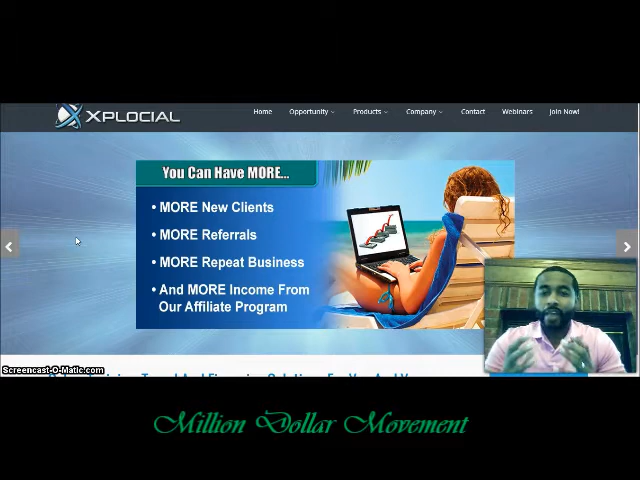 XPLOCIAL
Home Opportunity Products Company Contact Webinars Join Now!
You Can Have MORE...
• MORE New Clients
• MORE Referrals
• MORE Repeat Business
• And MORE Income From
Our Affiliate Program
Screencast-O-Matic.com
Million Dollar Movement